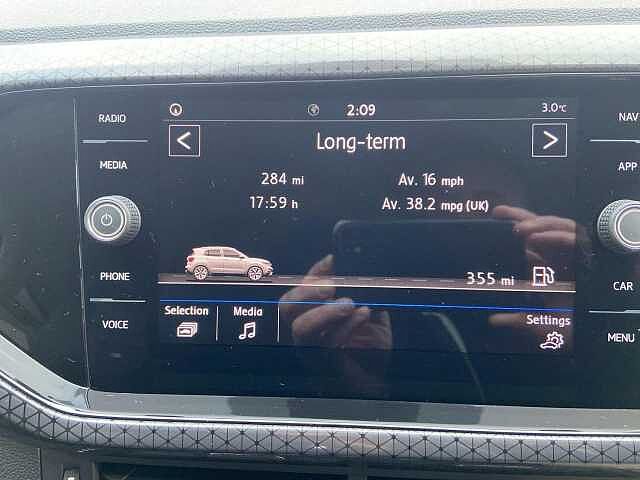 2:09
3.0°C
RADIO
MEDIA
PHONE
VOICE
Long-term
284 mi
Av. 16 mph
17:59 h
Av. 38.2 mpg (UK)
355 mi
Selection
Media
Settings
NAV
APP
CAR
MENU